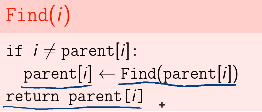 Find(i)
if i ≠ parent[i]:
parent[i] ← Find(parent[i])
return parent[i]